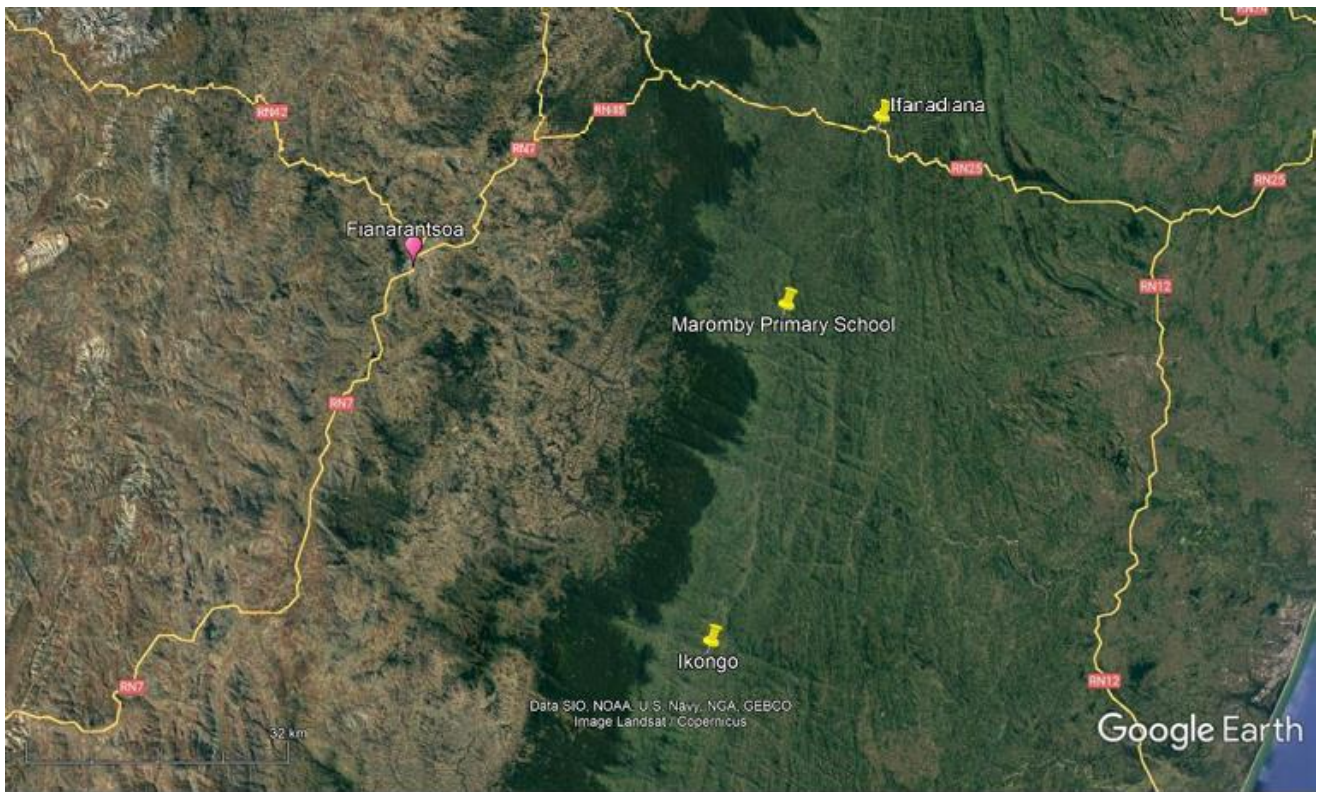 RN42
RN45
Ifanadiana
RN7
RN25
RN25
Fianarantsoa
RN12
Maromby Primary School
RN7
Ikongo
RN7
RN12
Data SIO, NOAA, U.S. Navy, NGA, GEBCO
Image Landsat / Copernicus
32 km
Google Earth